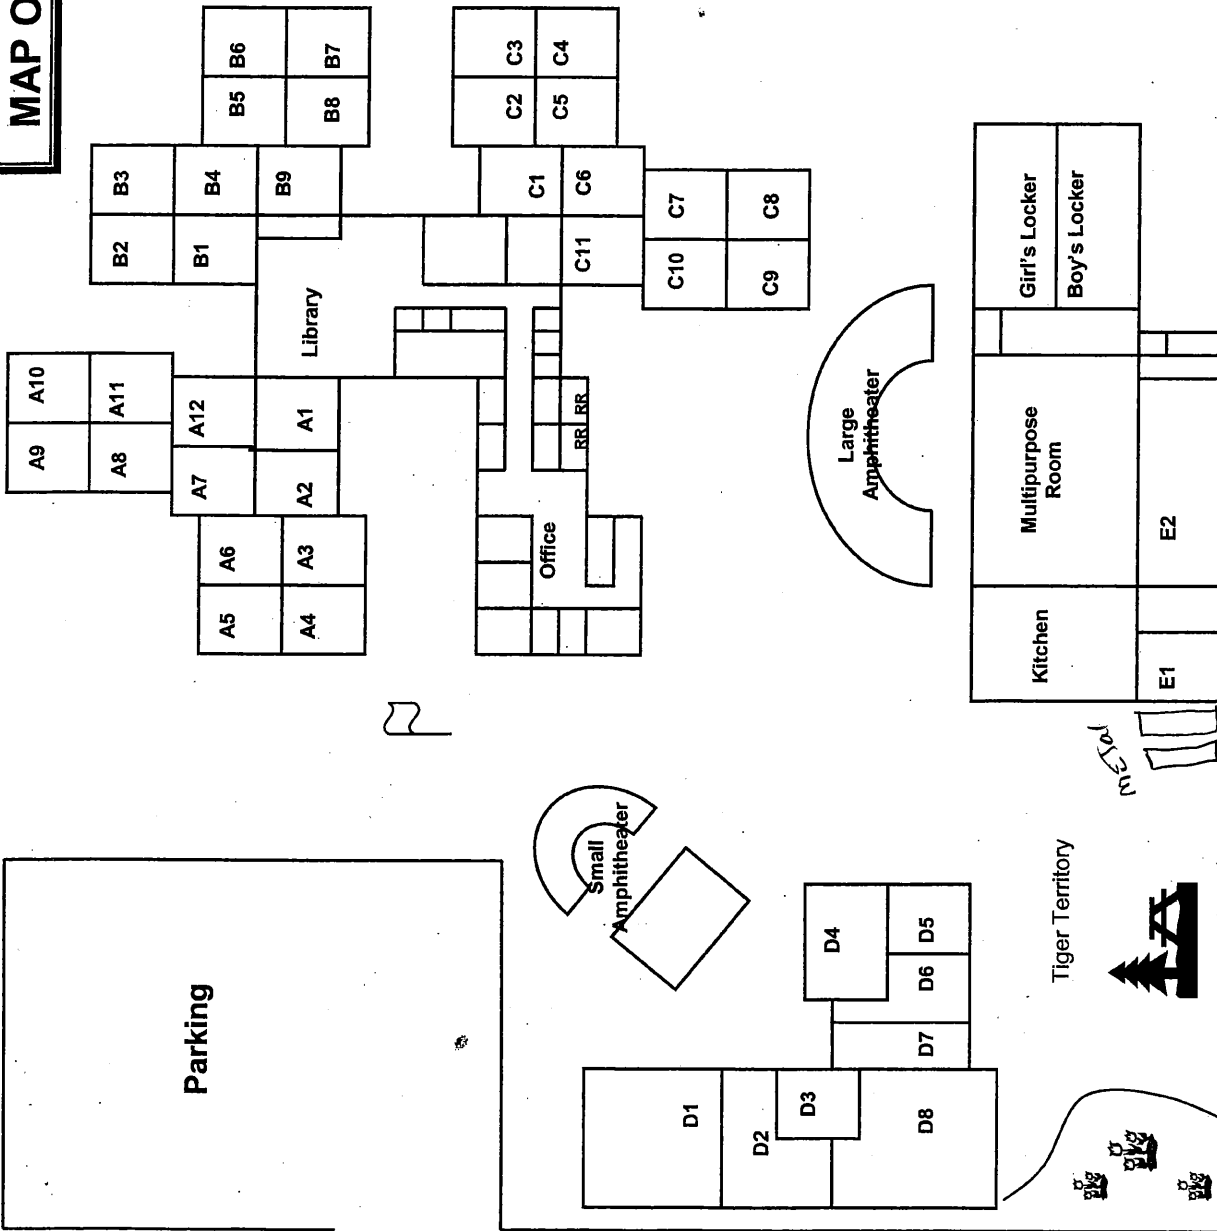 MAP O
B6
B7
B5
B8
B3
B4
B9
B2
B1
C3
C4
C2
C5
C1
C6
C7
C8
C11
C10
C9
Library
A10
A11
A12
A1
A9
A8
A7
A2
A6
A3
A5
A4
RR
RR
Office
Large
Amphitheater
Girl's Locker
Boy's Locker
Multipurpose
Room
E2
Kitchen
E1
METal
Small
Amphitheater
Parking
D4
D5
D6
D7
D1
D2
D3
D8
Tiger Territory